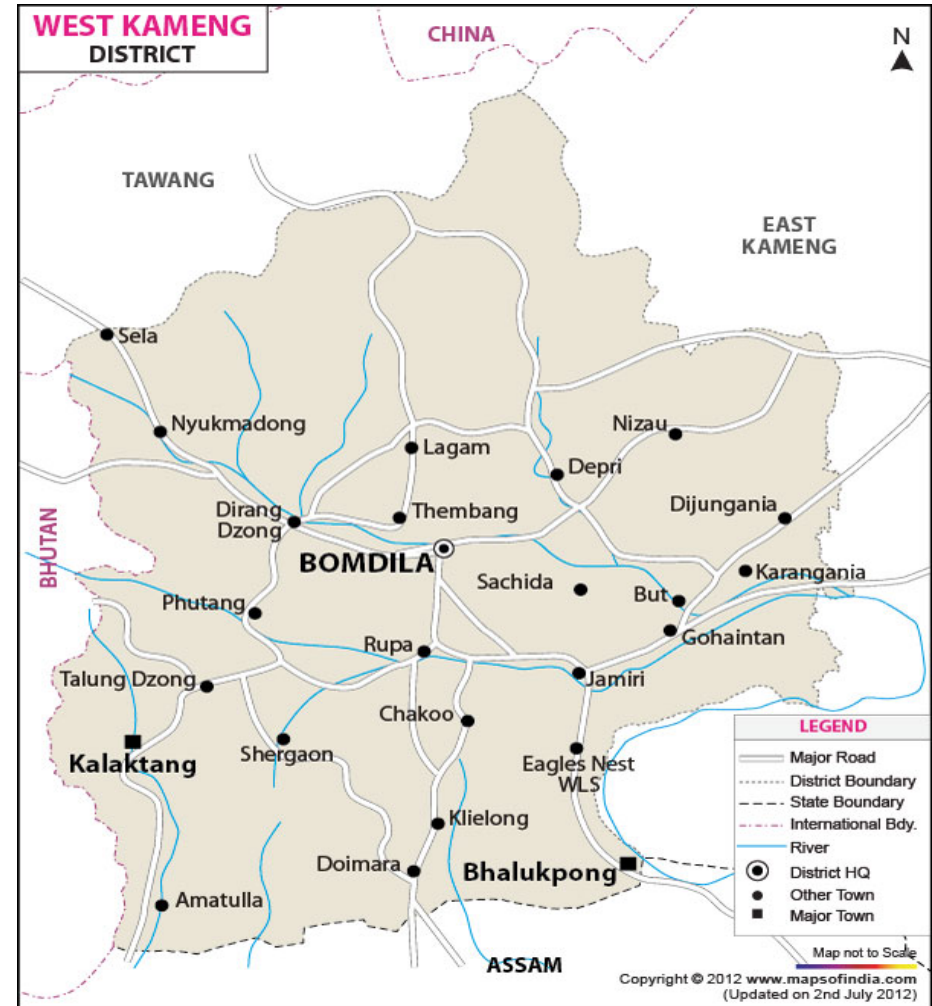 WEST KAMENG
DISTRICT
CHINA
N
TAWANG
EAST
KAMENG
Sela
Nyukmadong
Nizau
Lagam
Depri
Dirang
Dzong
Thembang
Dijungania
BHUTAN
BOMDILA
Sachida
Karangania
Phutang
But
Rupa
Gohaintan
Talung Dzong
Jamiri
Chakoo
Kalaktang
Shergaon
Eagles Nest
WLS
Klielong
Doimara
Bhalukpong
Amatulla
ASSAM
LEGEND
Major Road
District Boundary
State Boundary
International Bdy.
River
District HQ
Other Town
Major Town
Map not to Scale
Copyright © 2012 www.mapsofindia.com
(Updated on 2nd July 2012)